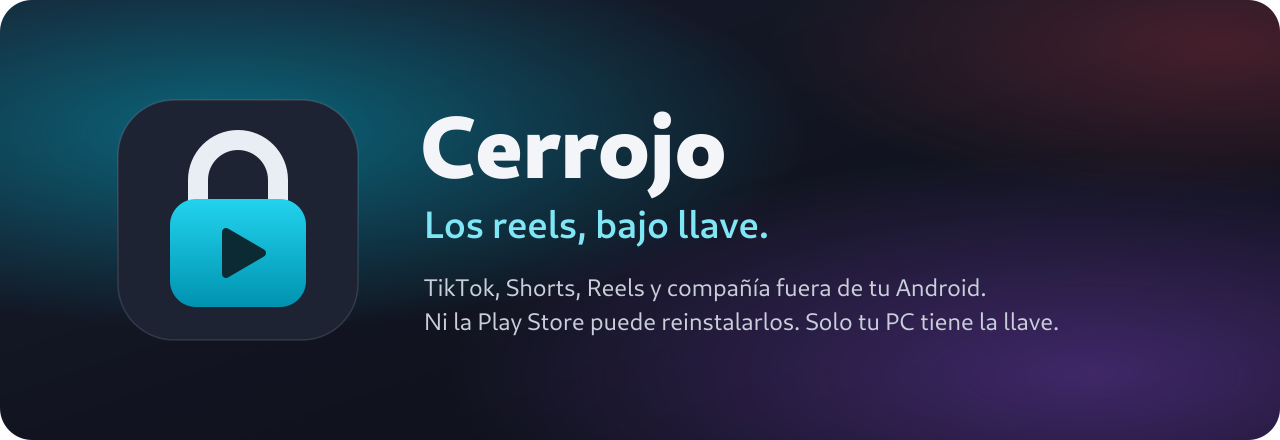 Cerrojo
Los reels, bajo llave.
TikTok, Shorts, Reels y compañía fuera de tu Android.
Ni la Play Store puede reinstalarlos. Solo tu PC tiene la llave.